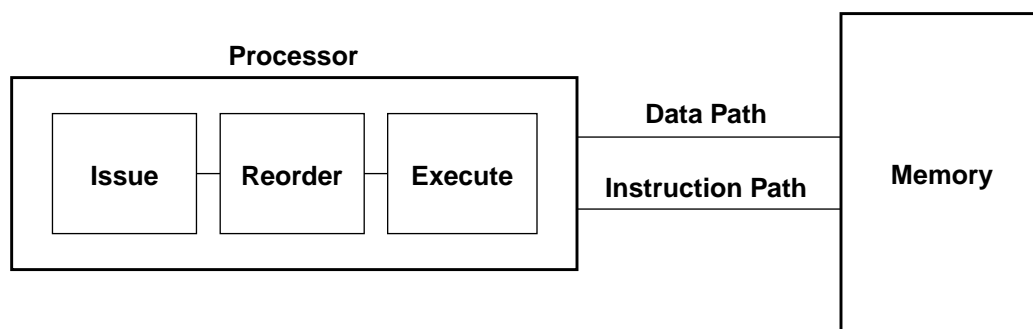 Processor
Issue
Reorder
Execute
Data Path
Instruction Path
Memory